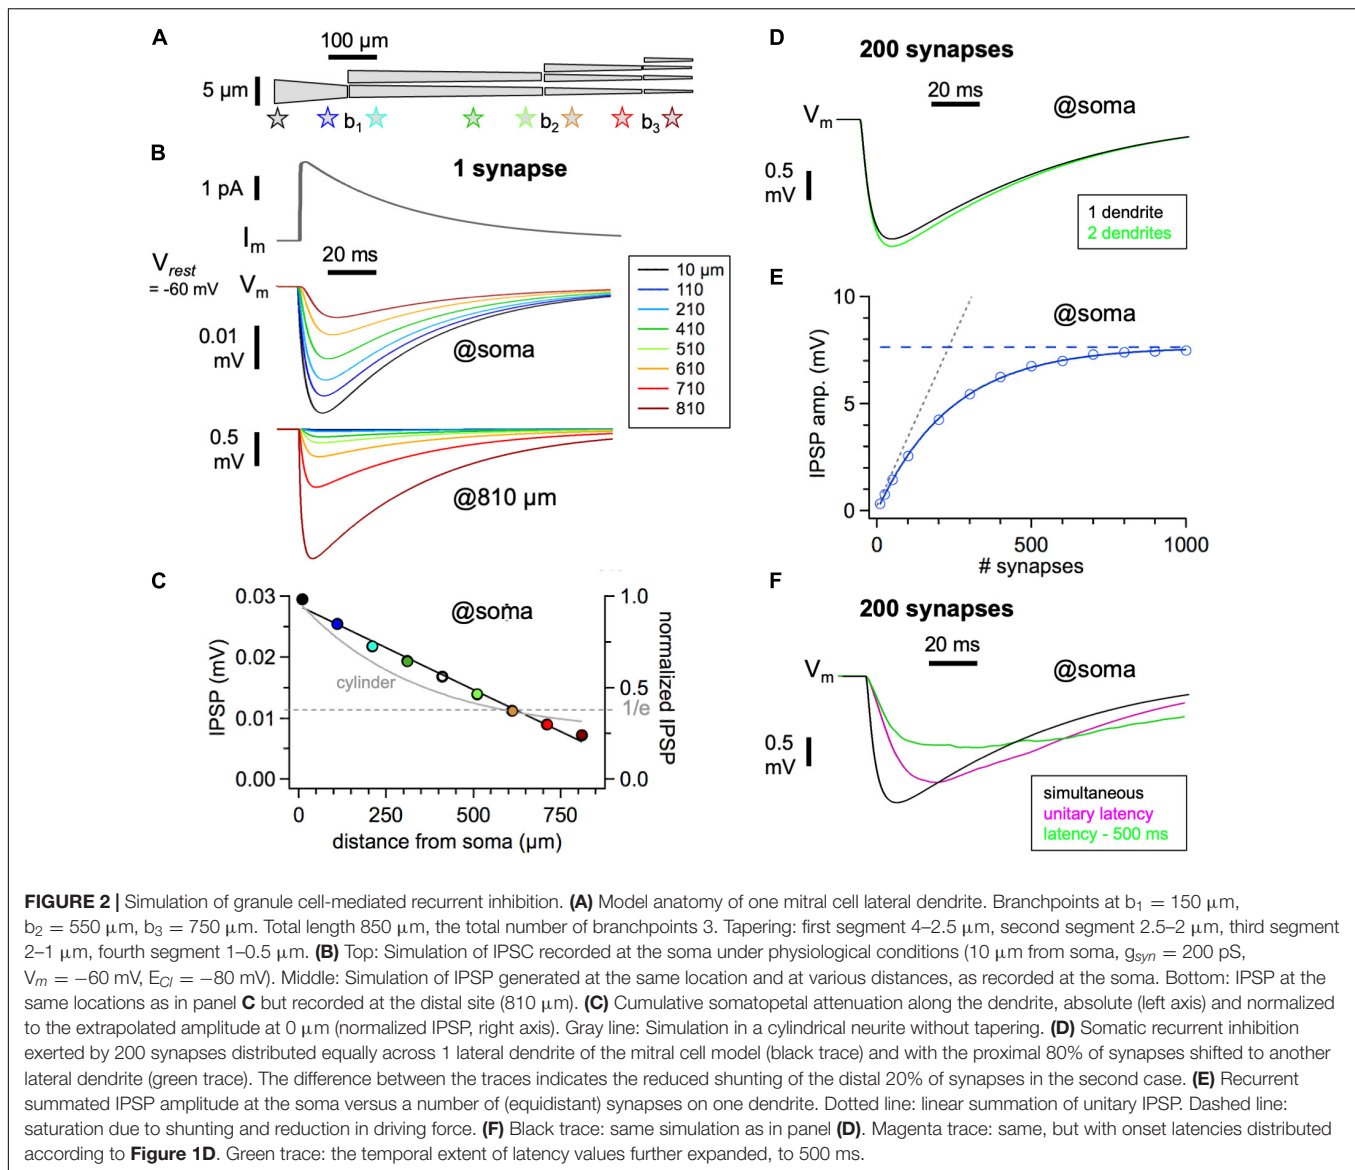 A
100 µm
5 µm
b1
b2
b3
B
1 synapse
1 pA
Im
20 ms
Vrest
= -60 mV
Vm
0.01
mV
@soma
10 µm
110
210
410
510
610
710
810
0.5
mV
@810 µm
C
0.03
0.02
0.01
0.00
IPSP (mV)
@soma
cylinder
1.0
0.5
0.0
1/e
normalized IPSP
0
250
500
750
distance from soma (µm)
D
200 synapses
20 ms
@soma
Vm
0.5
mV
1 dendrite
2 dendrites
E
10
5
0
IPSP amp. (mV)
@soma
0
500
1000
# synapses
F
200 synapses
20 ms
@soma
Vm
0.5
mV
simultaneous
unitary latency
latency - 500 ms
FIGURE 2 | Simulation of granule cell-mediated recurrent inhibition. (A) Model anatomy of one mitral cell lateral dendrite. Branchpoints at b1 = 150 µm,
b2 = 550 µm, b3 = 750 µm. Total length 850 µm, the total number of branchpoints 3. Tapering: first segment 4–2.5 µm, second segment 2.5–2 µm, third segment
2–1 µm, fourth segment 1–0.5 µm. (B) Top: Simulation of IPSC recorded at the soma under physiological conditions (10 µm from soma, gsyn = 200 pS,
Vm = −60 mV, ECl = −80 mV). Middle: Simulation of IPSP generated at the same location and at various distances, as recorded at the soma. Bottom: IPSP at the
same locations as in panel C but recorded at the distal site (810 µm). (C) Cumulative somatopetal attenuation along the dendrite, absolute (left axis) and normalized
to the extrapolated amplitude at 0 µm (normalized IPSP, right axis). Gray line: Simulation in a cylindrical neurite without tapering. (D) Somatic recurrent inhibition
exerted by 200 synapses distributed equally across 1 lateral dendrite of the mitral cell model (black trace) and with the proximal 80% of synapses shifted to another
lateral dendrite (green trace). The difference between the traces indicates the reduced shunting of the distal 20% of synapses in the second case. (E) Recurrent
summated IPSP amplitude at the soma versus a number of (equidistant) synapses on one dendrite. Dotted line: linear summation of unitary IPSP. Dashed line:
saturation due to shunting and reduction in driving force. (F) Black trace: same simulation as in panel (D). Magenta trace: same, but with onset latencies distributed
according to Figure 1D. Green trace: the temporal extent of latency values further expanded, to 500 ms.